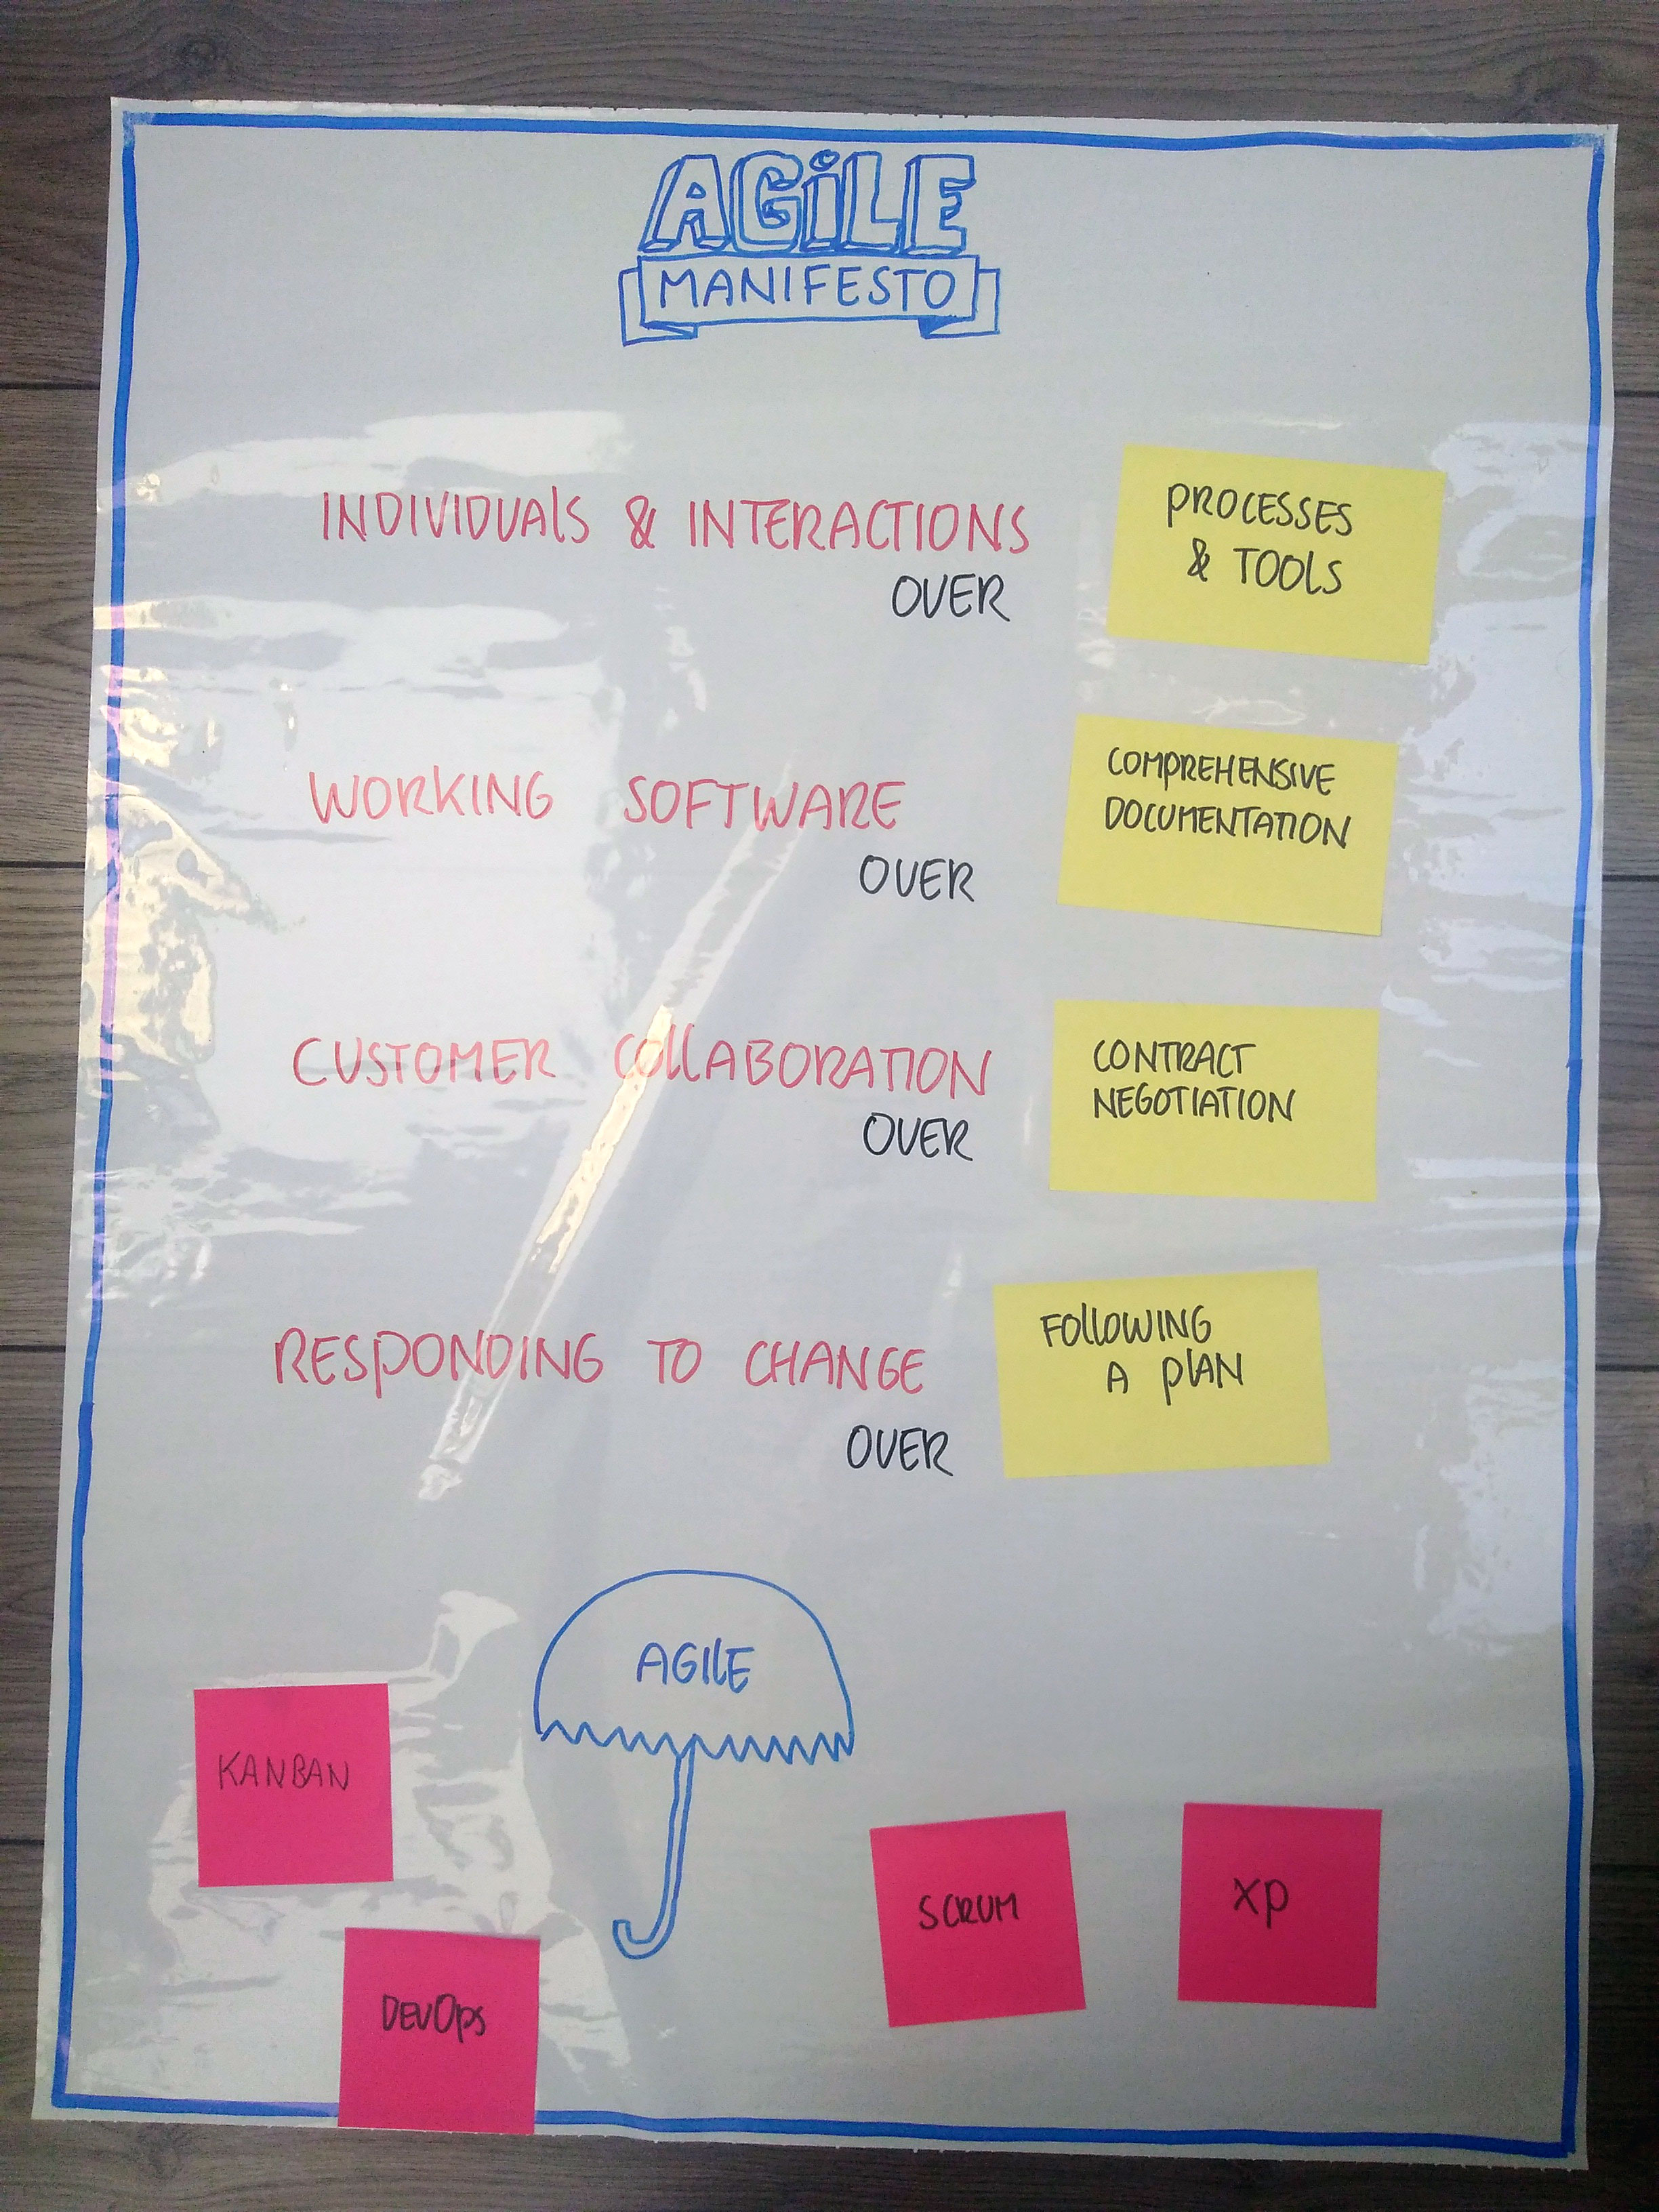 AGiLE
MANIFESTO
INDIVIDUAlS & INTERACTIONS
OVER
PROCESSES
& TOOlS
WORKING SOFTWARE
OVER
COMPREHENSIVE
DOCUMENTATION
CUSTOMER COllABORATION
OVER
CONTRACT
NEGOTIATION
RESpONDING TO CHANGE
OVER
FOllOWING
A plAN
AGIlE
KANBAN
DEVOps
SCRUM
Xp